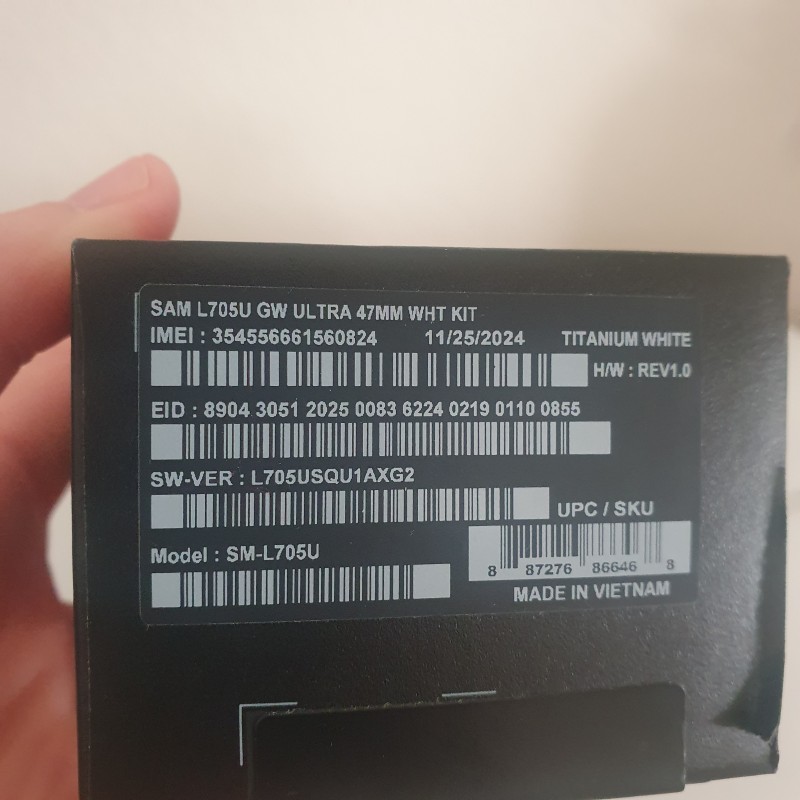 SAM L705U GW ULTRA 47MM WHT KIT
IMEI : 354556661560824 11/25/2024 TITANIUM WHITE
H/W : REV1.0
EID : 8904 3051 2025 0083 6224 0219 0110 0855
SW-VER : L705USQU1AXG2
UPC / SKU
Model : SM-L705U
8 87276 86646 8
MADE IN VIETNAM